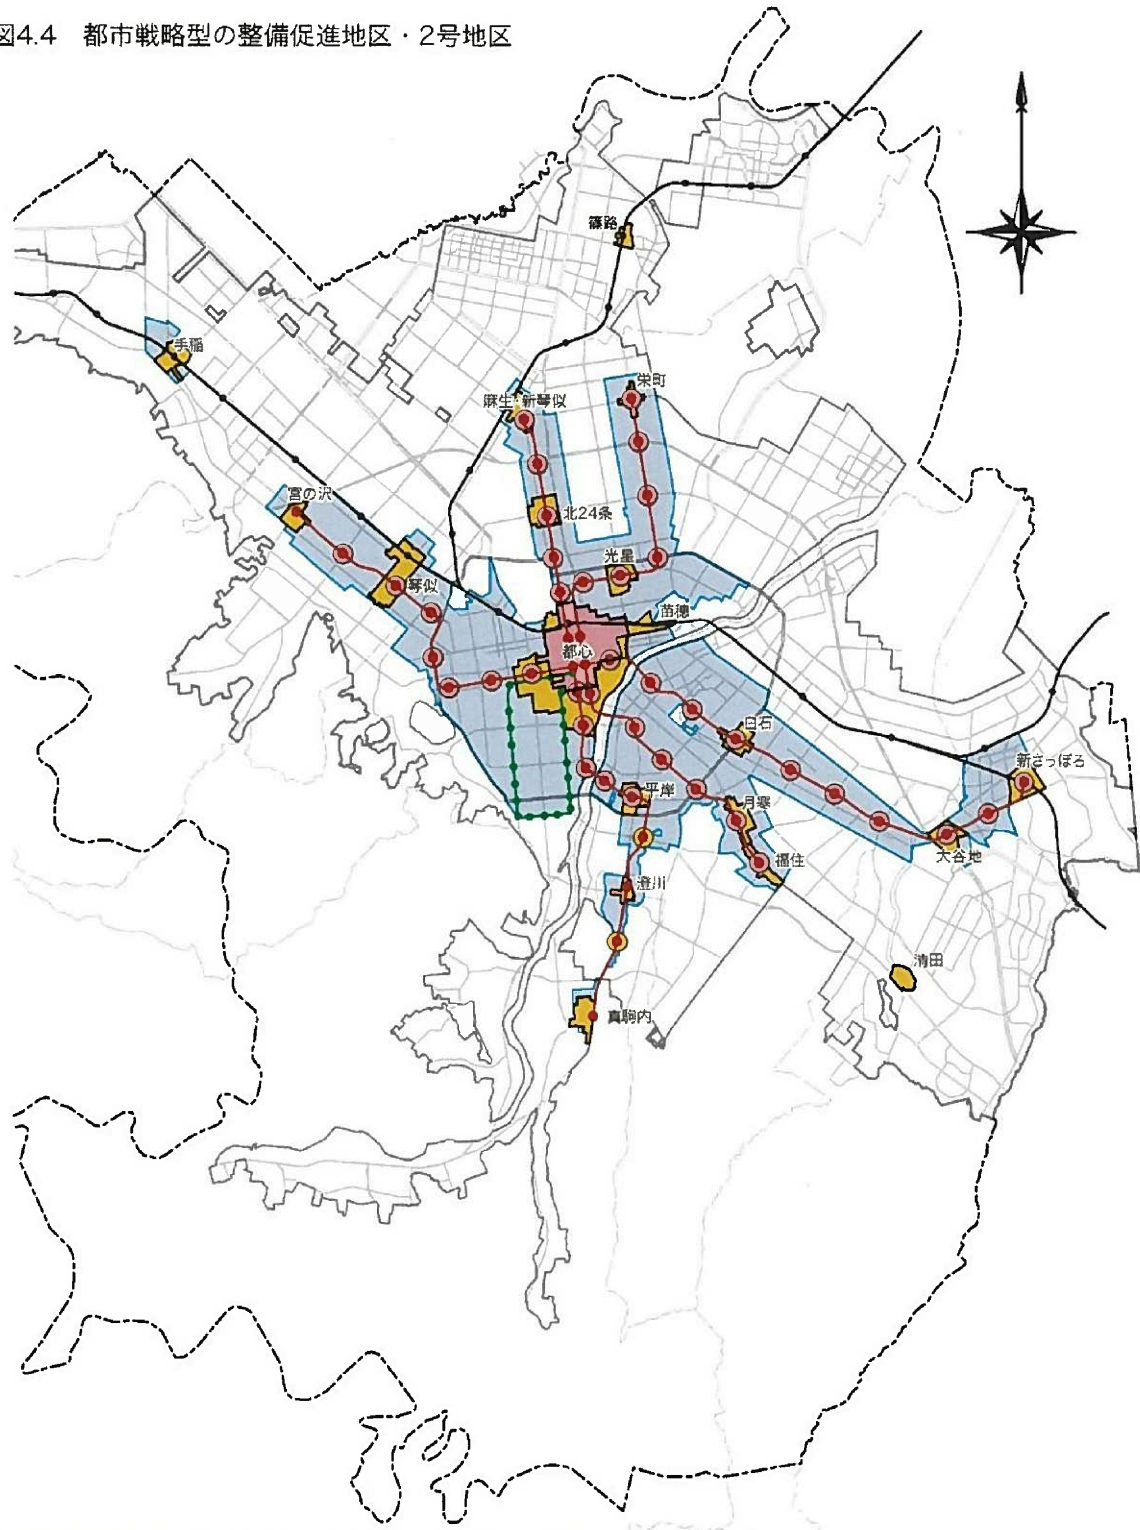 図4.4 都市戦略型の整備促進地区・2号地区
篠路
手稲
栄町
麻生・新琴似
宮の沢
北24条
光星
琴似
苗穂
都心
白石
新さっぽろ
平岸
月寒
大谷地
福住
澄川
清田
真駒内